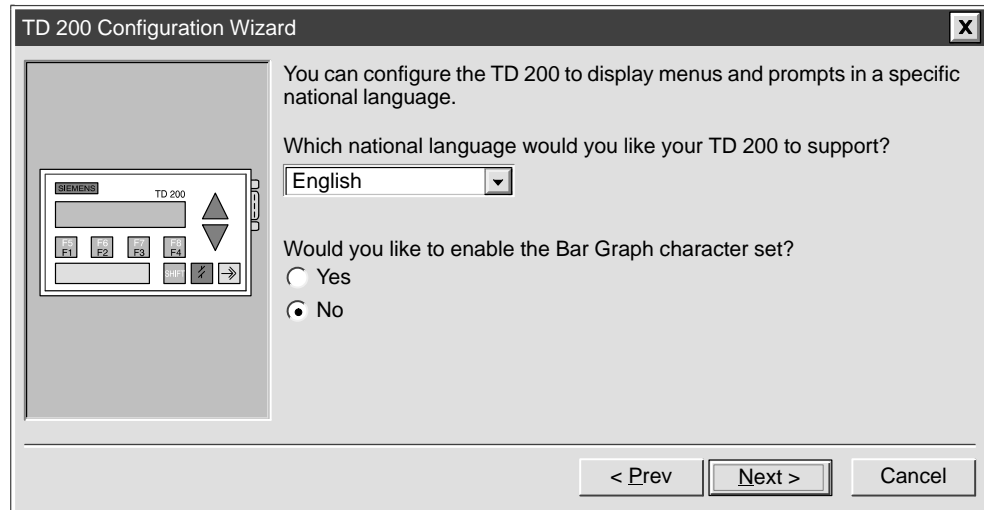 TD 200 Configuration Wizard
X
You can configure the TD 200 to display menus and prompts in a specific
national language.
Which national language would you like your TD 200 to support?
English
SIEMENS
TD 200
F5 F6 F7 F8
F1 F2 F3 F4
SHIFT
Would you like to enable the Bar Graph character set?
Yes
No
< Prev
Next >
Cancel